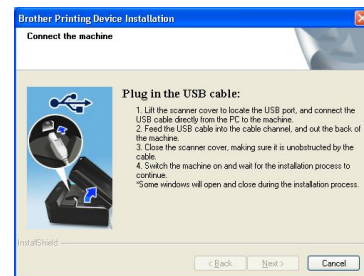 Brother Printing Device Installation
Connect the machine
Plug in the USB cable:
1. Lift the scanner cover to locate the USB port, and connect the
USB cable directly from the PC to the machine.
2. Feed the USB cable into the cable channel, and out the back of
the machine.
3. Close the scanner cover, making sure it is unobstructed by the
cable.
4. Switch the machine on and wait for the installation process to
continue.
*Some windows will open and close during the installation process.
InstallShield
< Back Next > Cancel